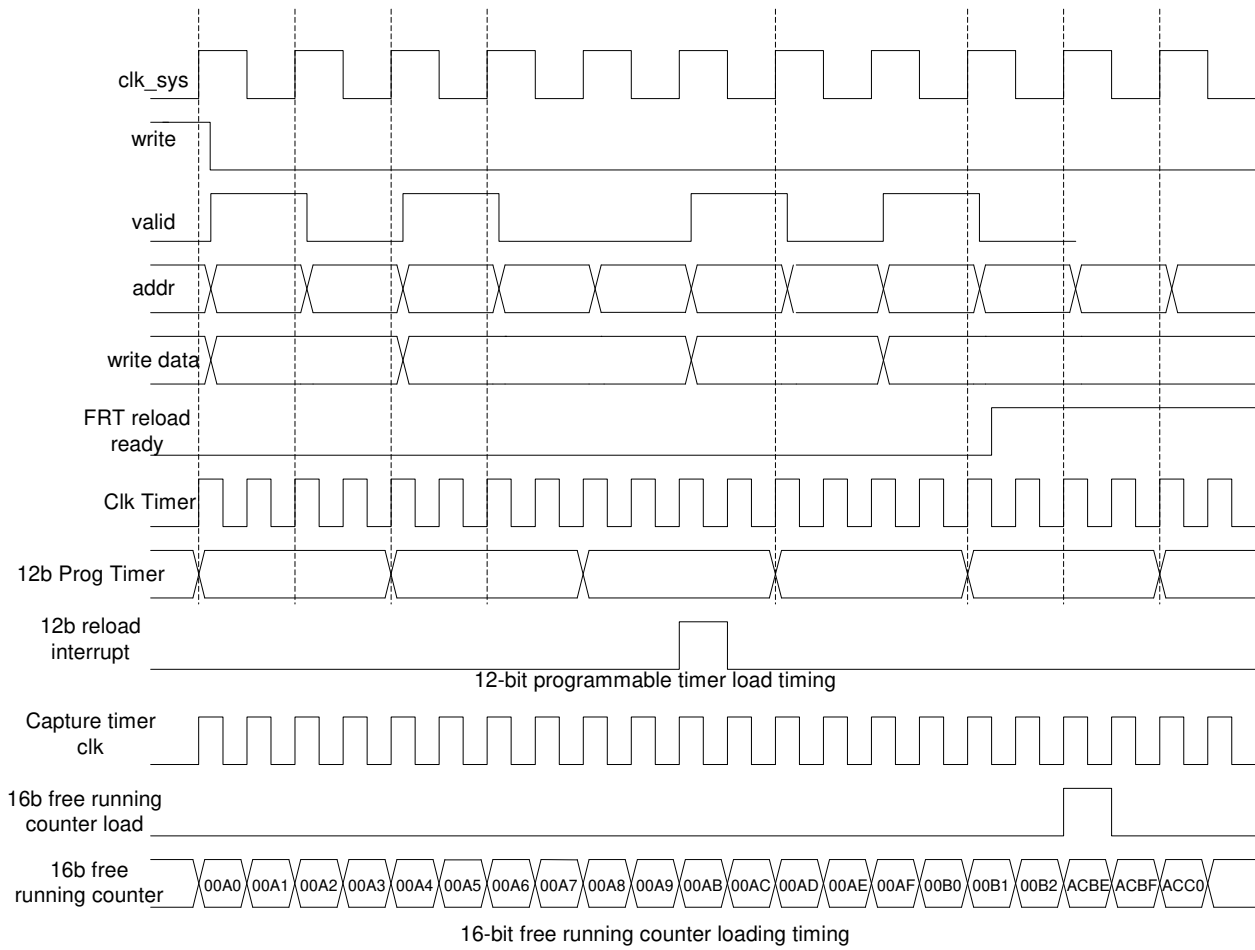 clk_sys
write
valid
addr
write data
FRT reload
ready
Clk Timer
12b Prog Timer
12b reload
interrupt
12-bit programmable timer load timing
Capture timer
clk
16b free running
counter load
16b free
running counter
00A0 00A1 00A2 00A3 00A4 00A5 00A6 00A7 00A8 00A9 00AB 00AC 00AD 00AE 00AF 00B0 00B1 00B2 ACBE ACBF ACC0
16-bit free running counter loading timing